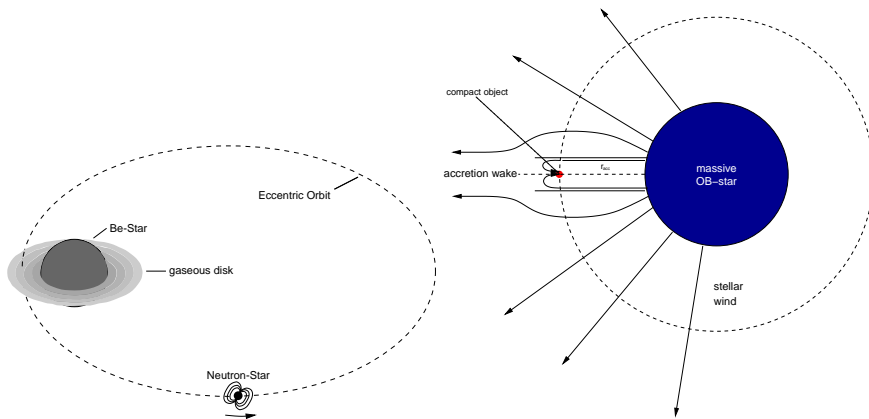 Eccentric Orbit
Be-Star
gaseous disk
Neutron-Star
compact object
accretion wake
r_acc
massive
OB-star
stellar
wind